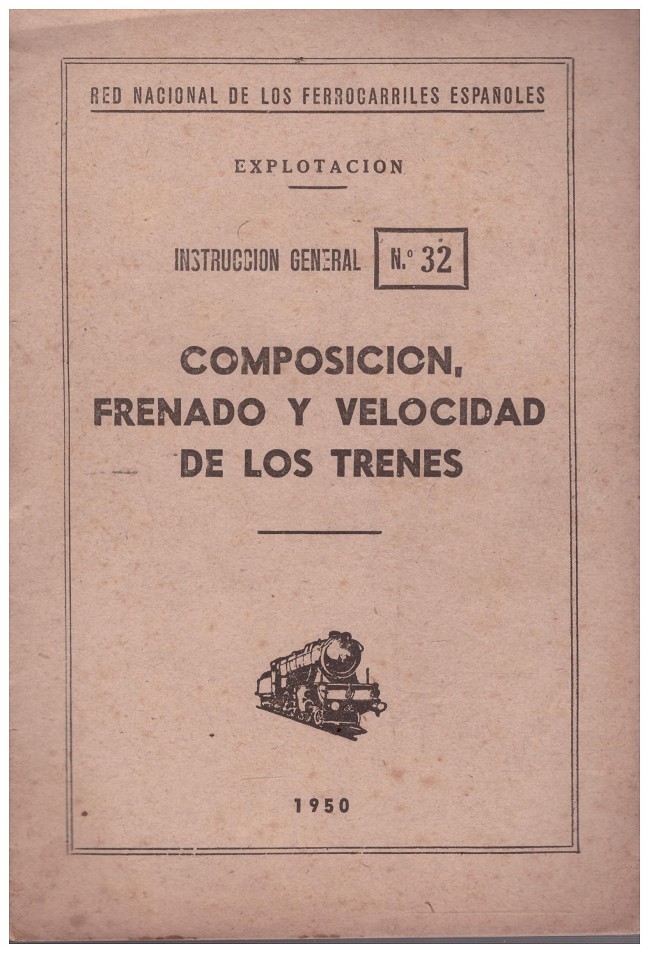 RED NACIONAL DE LOS FERROCARRILES ESPAÑOLES
EXPLOTACION
INSTRUCCION GENERAL N.º 32
COMPOSICION,
FRENADO Y VELOCIDAD
DE LOS TRENES
1950